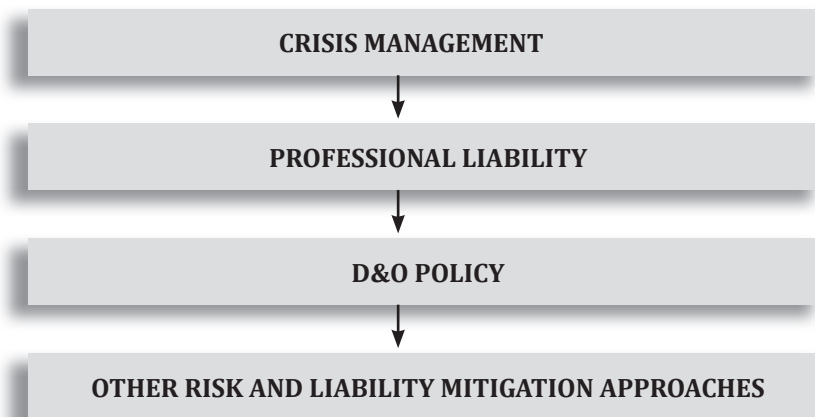 CRISIS MANAGEMENT
PROFESSIONAL LIABILITY
D&O POLICY
OTHER RISK AND LIABILITY MITIGATION APPROACHES